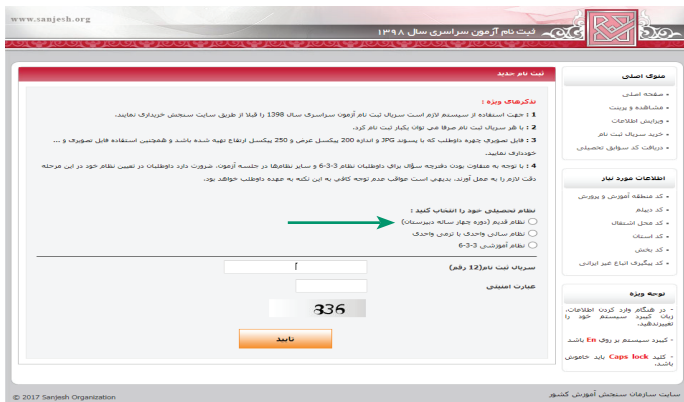 www.sanjesh.org
ثبت نام آزمون سراسری سال ۱۳۹۸
منوی اصلی
صفحه اصلی
مشاهده و پرینت
ویرایش اطلاعات
خرید سریال ثبت نام
دریافت کد سوابق تحصیلی
اطلاعات مورد نیاز
کد منطقه آموزش و پرورش
کد دیپلم
کد محل اشتغال
کد استان
کد بخش
کد پیگیری اتباع غیر ایرانی
توجه ویژه
- در هنگام وارد کردن اطلاعات،
زبان کیبرد سیستم خود را
تغییرندهید.
- کیبرد سیستم بر روی En باشد
- کلید Caps lock باید خاموش
باشد.
ثبت نام جدید
تذکرهای ویژه :
1 : جهت استفاده از سیستم لازم است سریال ثبت نام آزمون سراسری سال 1398 را قبلا از طریق سایت سنجش خریداری نمایند.
2 : با هر سریال ثبت نام صرفا می توان یکبار ثبت نام کرد.
3 : فایل تصویری چهره داوطلب که با پسوند JPG و اندازه 200 پیکسل عرض و 250 پیکسل ارتفاع تهیه شده باشد و همچنین استفاده فایل تصویری و ...
خودداری نمایید.
4 : با توجه به متفاوت بودن دفترچه سؤال برای داوطلبان نظام 3-3-6 و سایر نظام‌ها در جلسه آزمون، ضرورت دارد داوطلبان در تعیین نظام خود در این مرحله
دقت لازم را به عمل آورند. بدیهی است عواقب عدم توجه کافی به این نکته به عهده داوطلب خواهد بود.
نظام تحصیلی خود را انتخاب کنید :
نظام قدیم (دوره چهار ساله دبیرستان)
نظام سالی واحدی یا ترمی واحدی
نظام آموزشی 3-3-6
سریال ثبت نام(12 رقم)
عبارت امنیتی
336
تایید
© 2017 Sanjesh Organization
سایت سازمان سنجش آموزش کشور